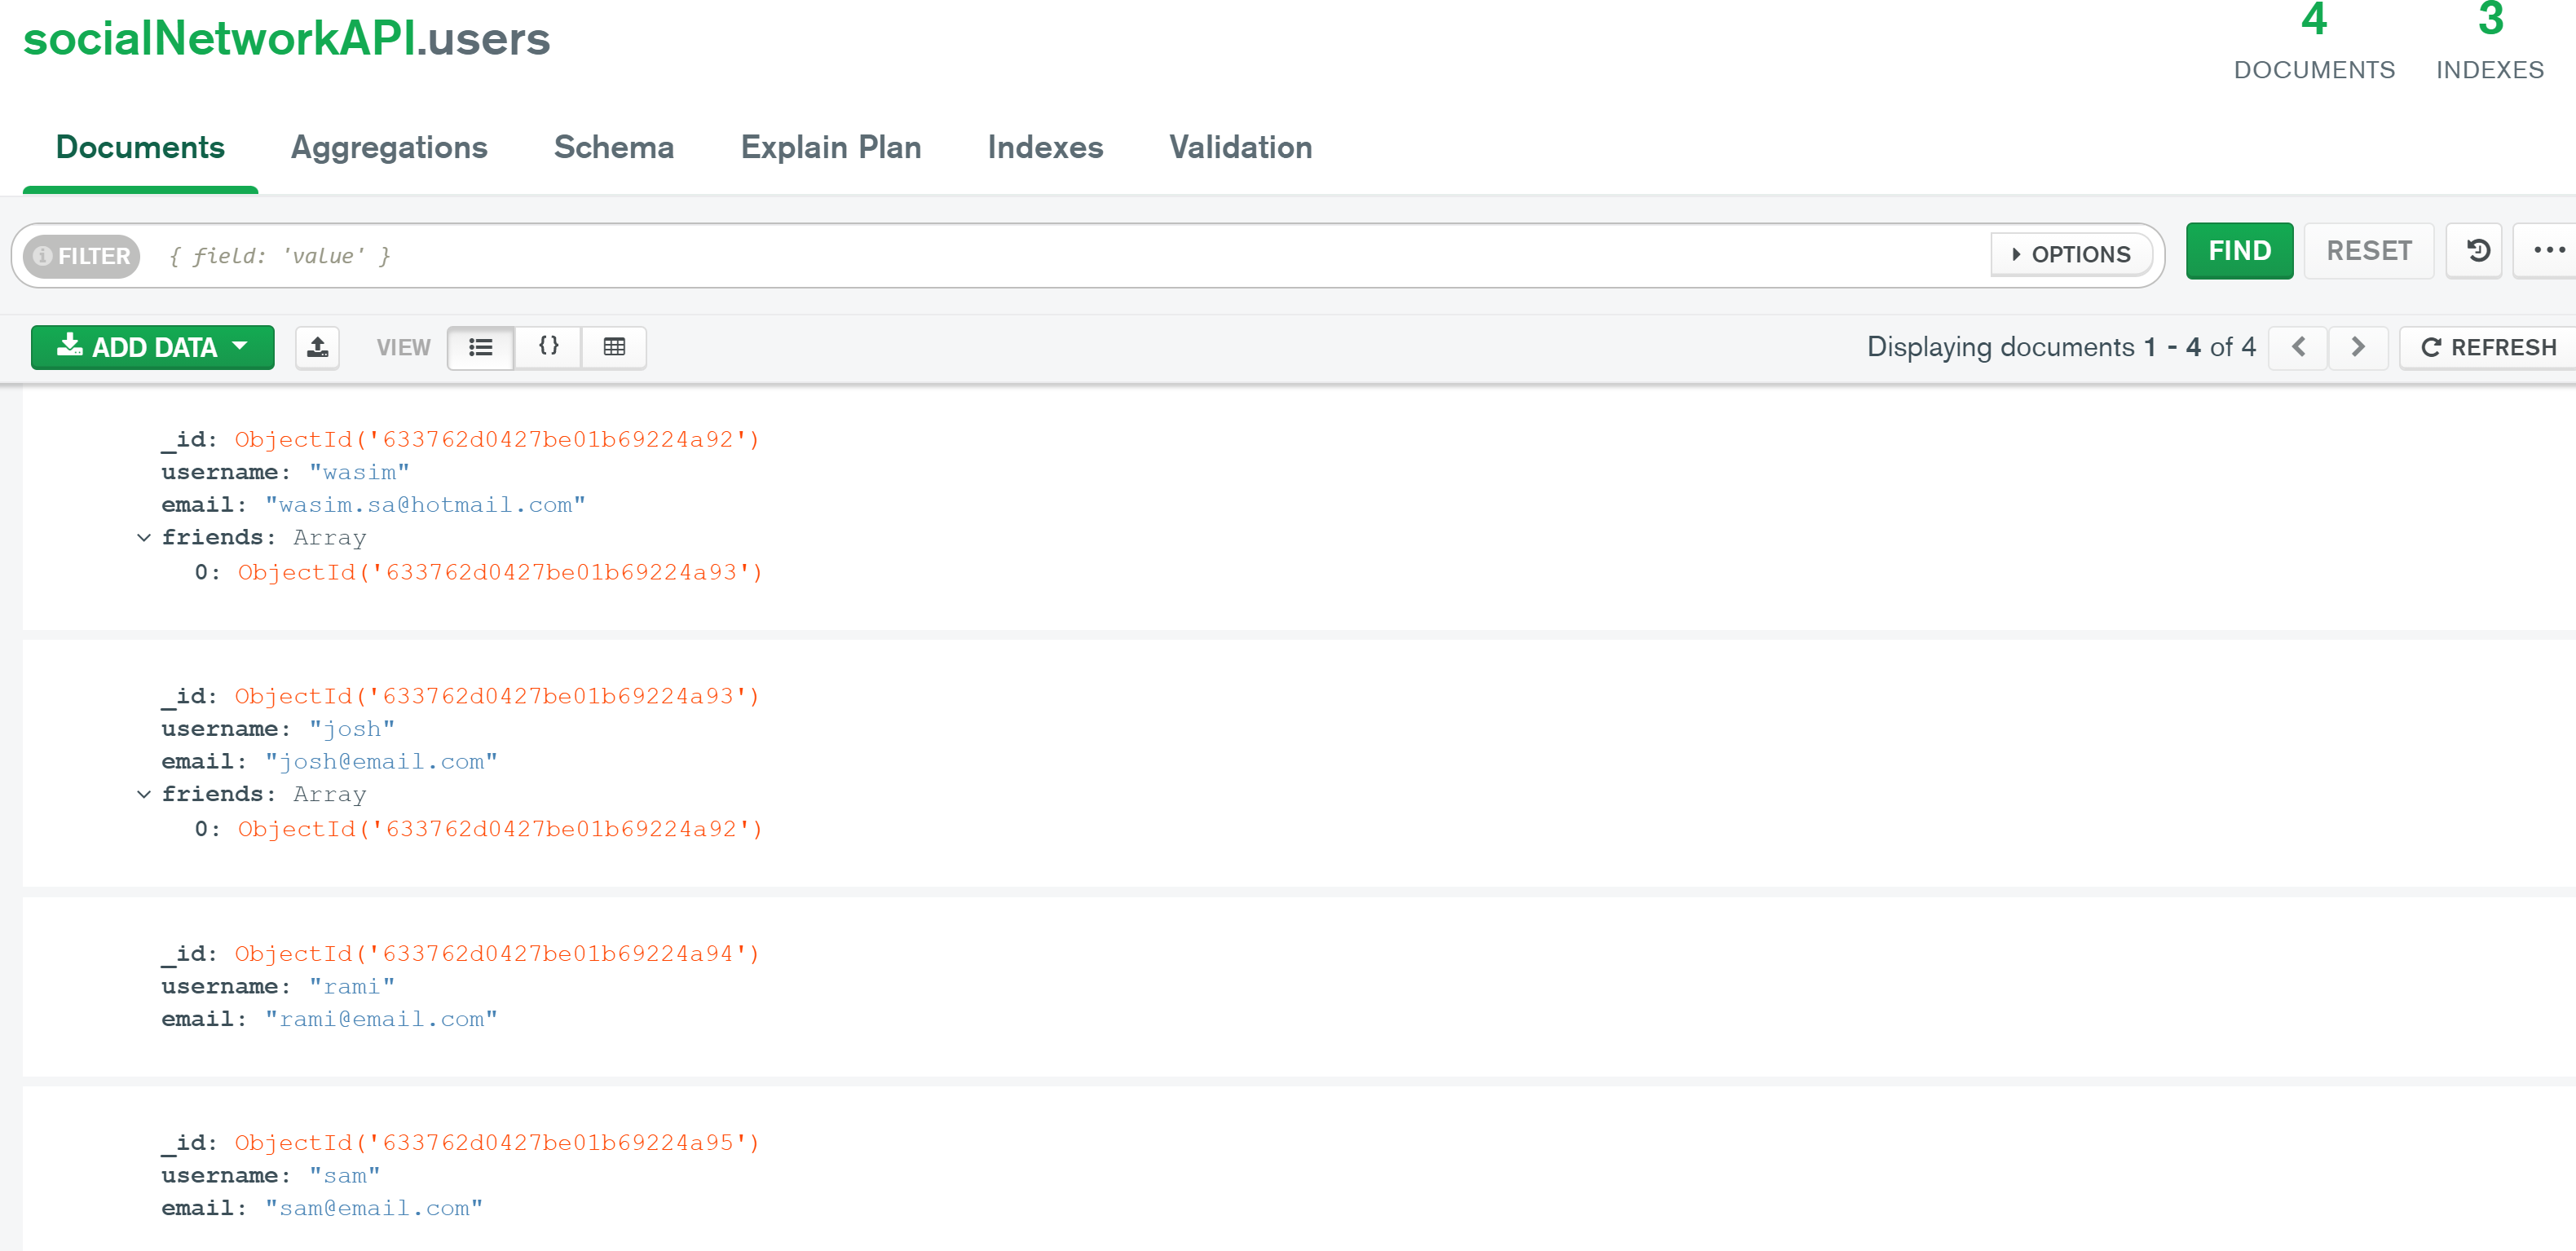 socialNetworkAPI.users
4 DOCUMENTS
3 INDEXES
Documents Aggregations Schema Explain Plan Indexes Validation
FILTER { field: 'value' } OPTIONS FIND RESET
ADD DATA VIEW {} Displaying documents 1 - 4 of 4 REFRESH
_id: ObjectId('633762d0427be01b69224a92')
username: "wasim"
email: "wasim.sa@hotmail.com"
friends: Array
0: ObjectId('633762d0427be01b69224a93')
_id: ObjectId('633762d0427be01b69224a93')
username: "josh"
email: "josh@email.com"
friends: Array
0: ObjectId('633762d0427be01b69224a92')
_id: ObjectId('633762d0427be01b69224a94')
username: "rami"
email: "rami@email.com"
_id: ObjectId('633762d0427be01b69224a95')
username: "sam"
email: "sam@email.com"